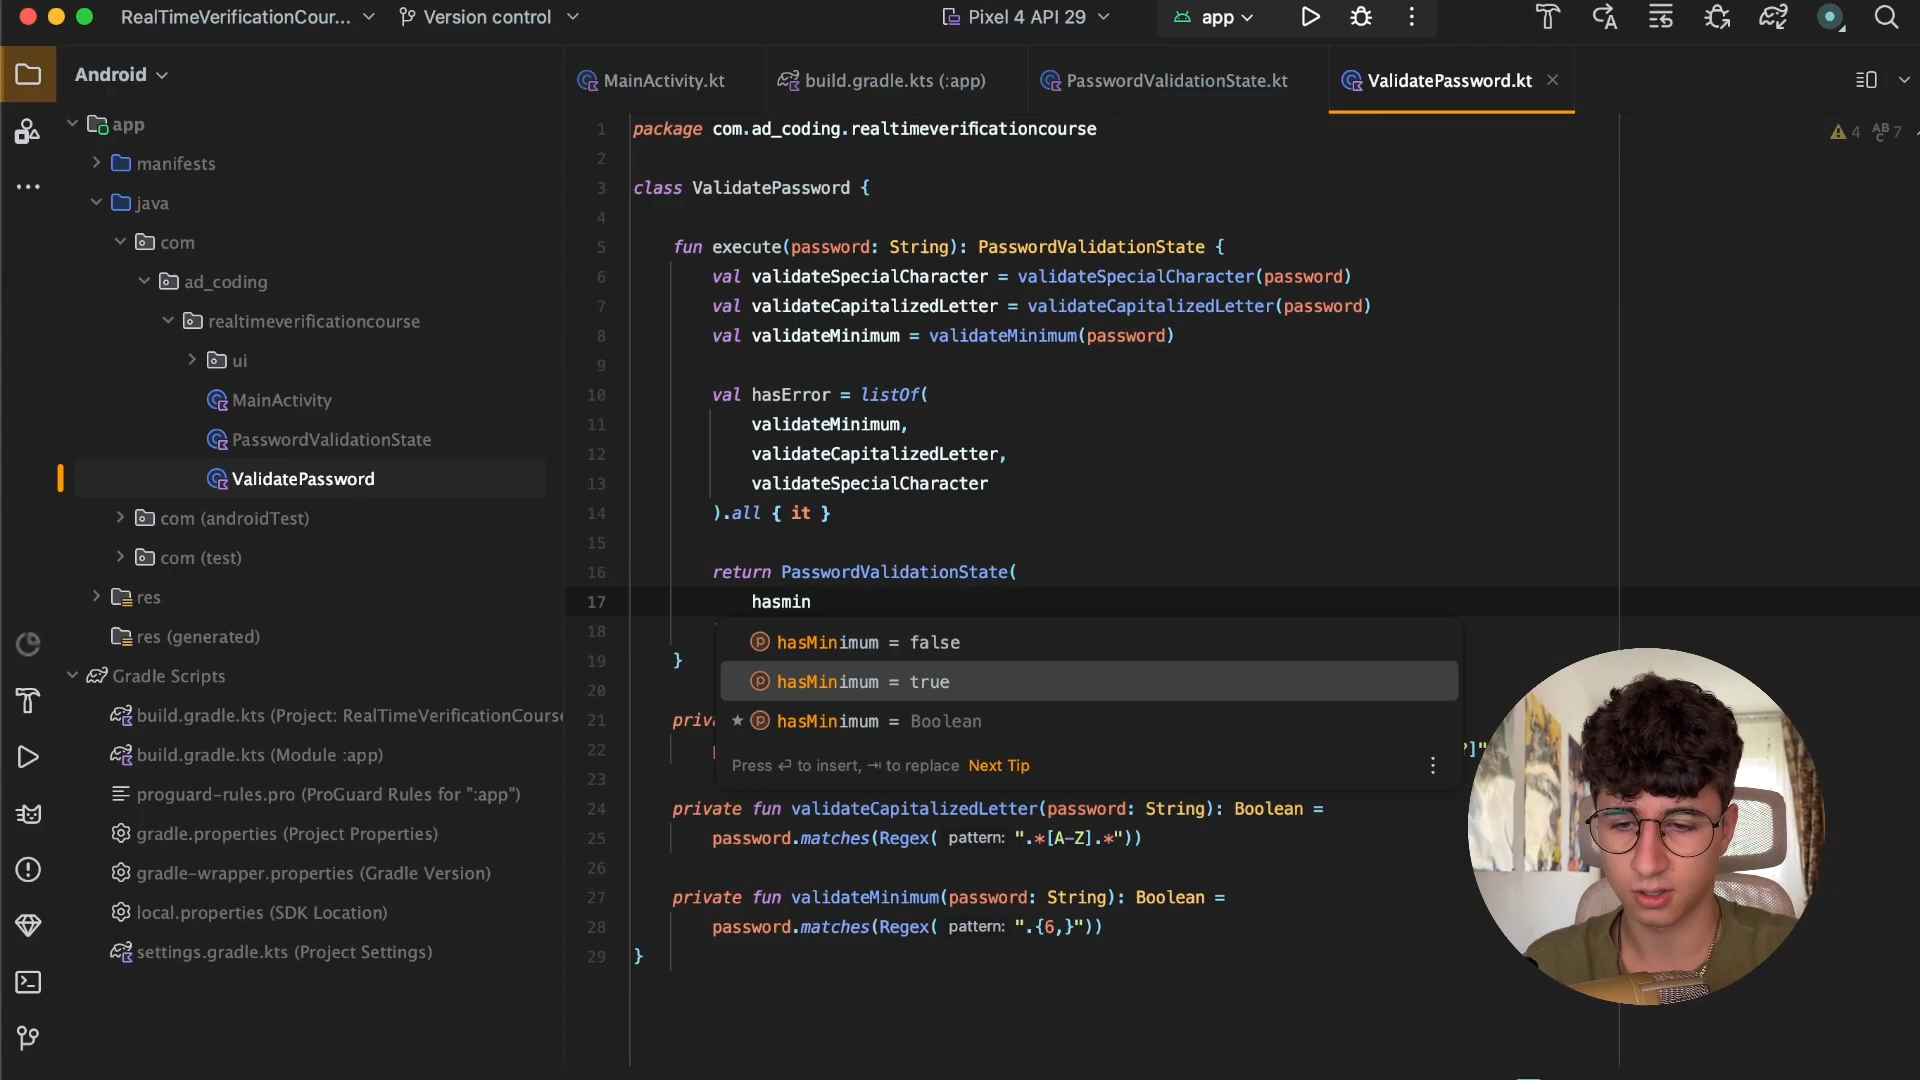 RealTimeVerificationCour...
Version control
Pixel 4 API 29
app
Android
MainActivity.kt
build.gradle.kts (:app)
PasswordValidationState.kt
ValidatePassword.kt
app
manifests
java
com
ad_coding
realtimeverificationcourse
ui
MainActivity
PasswordValidationState
ValidatePassword
com (androidTest)
com (test)
res
res (generated)
Gradle Scripts
build.gradle.kts (Project: RealTimeVerificationCourse
build.gradle.kts (Module :app)
proguard-rules.pro (ProGuard Rules for ":app")
gradle.properties (Project Properties)
gradle-wrapper.properties (Gradle Version)
local.properties (SDK Location)
settings.gradle.kts (Project Settings)
4 7
1 package com.ad_coding.realtimeverificationcourse
2
3 class ValidatePassword {
4
5 fun execute(password: String): PasswordValidationState {
6 val validateSpecialCharacter = validateSpecialCharacter(password)
7 val validateCapitalizedLetter = validateCapitalizedLetter(password)
8 val validateMinimum = validateMinimum(password)
9
10 val hasError = listOf(
11 validateMinimum,
12 validateCapitalizedLetter,
13 validateSpecialCharacter
14 ).all { it }
15
16 return PasswordValidationState(
17 hasmin
18
hasMinimum = false
hasMinimum = true
hasMinimum = Boolean
Press ↩ to insert, ⇥ to replace Next Tip
19 }
20
21 priv
22 ]"
23
24 private fun validateCapitalizedLetter(password: String): Boolean =
25 password.matches(Regex( pattern: ".*[A-Z].*"))
26
27 private fun validateMinimum(password: String): Boolean =
28 password.matches(Regex( pattern: ".{6,}"))
29 }